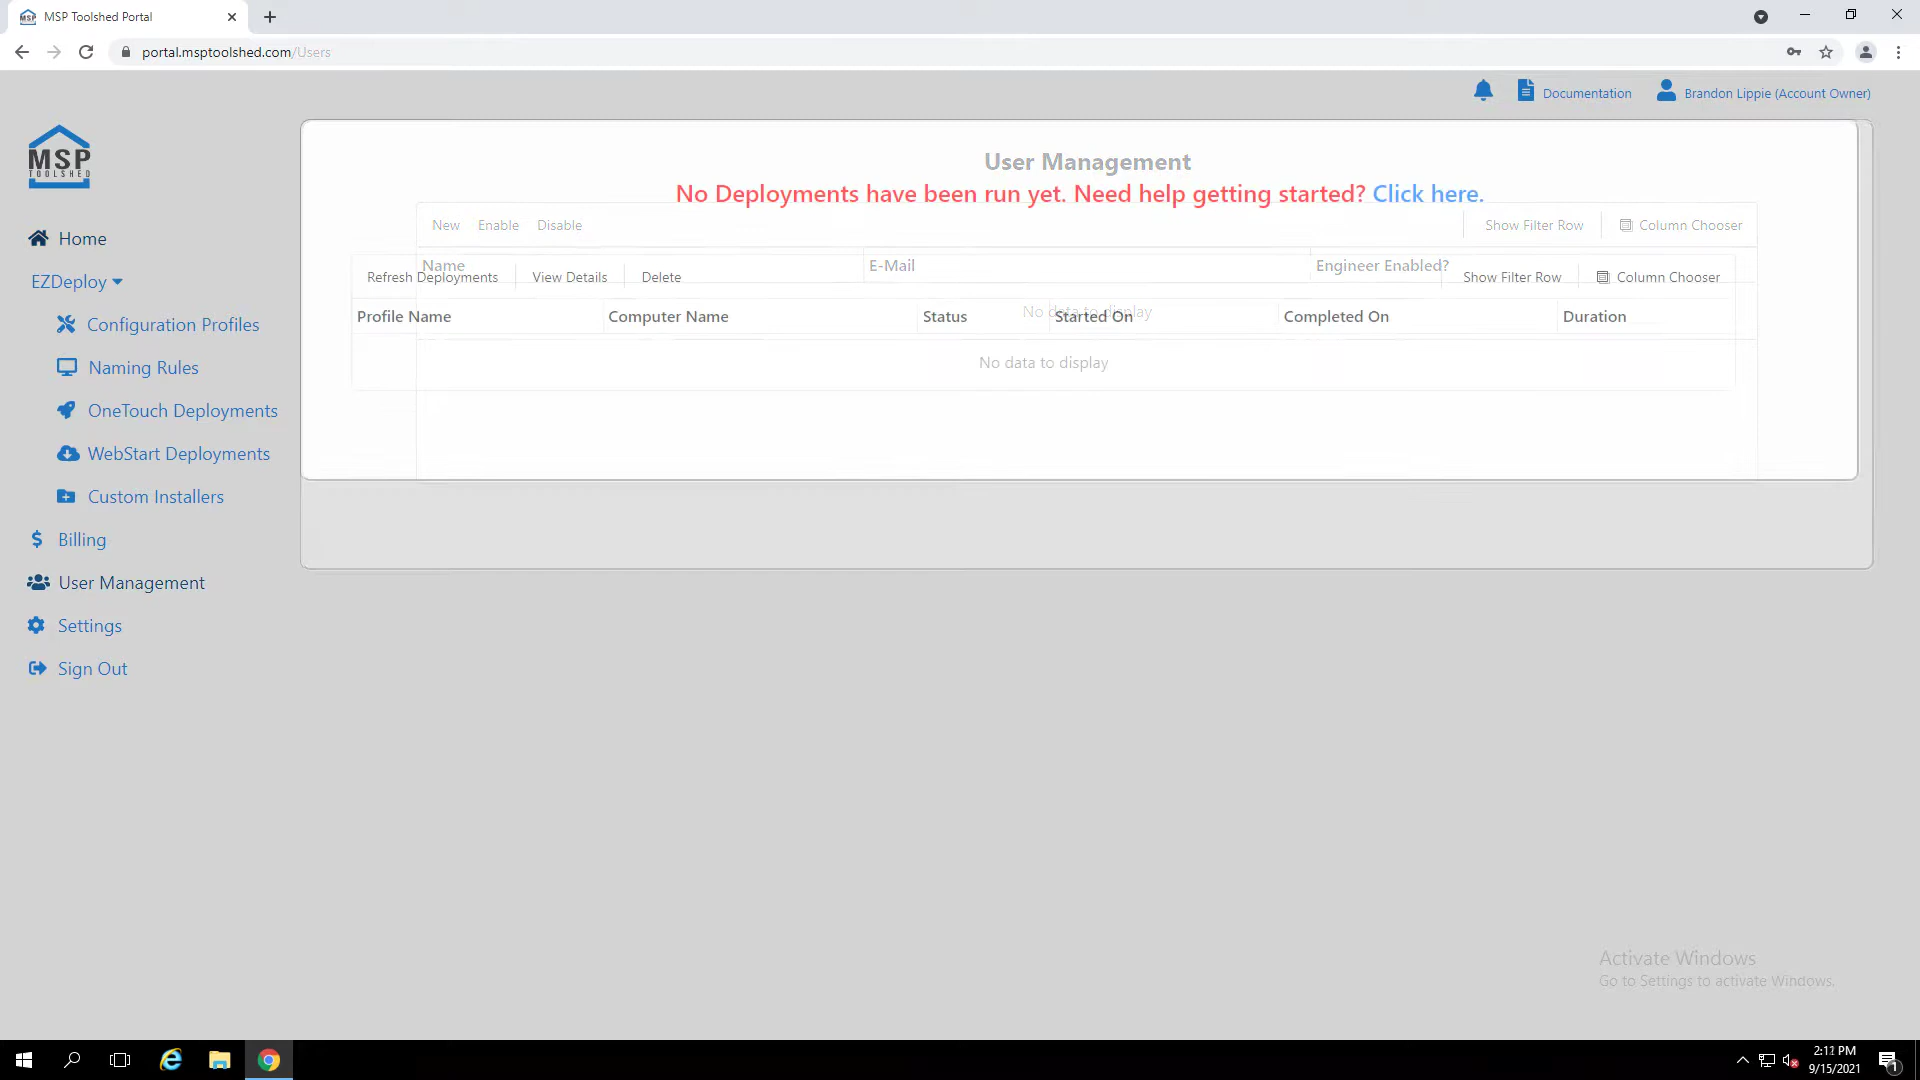 MSP Toolshed Portal
portal.msptoolshed.com/Users
Documentation
Brandon Lippie (Account Owner)
MSP
TOOLSHED
Home
EZDeploy
Configuration Profiles
Naming Rules
OneTouch Deployments
WebStart Deployments
Custom Installers
Billing
User Management
Settings
Sign Out
User Management
No Deployments have been run yet. Need help getting started? Click here.
New Enable Disable Show Filter Row Column Chooser
Name E-Mail Engineer Enabled?
Refresh Deployments View Details Delete Show Filter Row Column Chooser
No data to display
Profile Name Computer Name Status Started On Completed On Duration
No data to display
Activate Windows
Go to Settings to activate Windows.
2:11 PM
9/15/2021
1